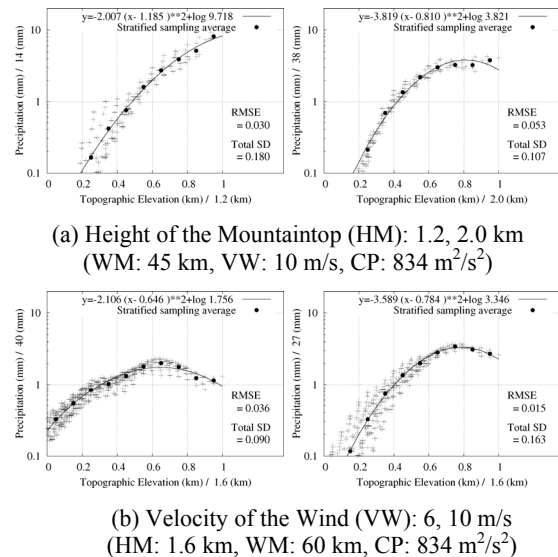 y=-2.007 (x- 1.185 )**2+log 9.718
Stratified sampling average
Precipitation (mm) / 14
10
1
0.1
RMSE
= 0.030
Total SD
= 0.180
0 0.2 0.4 0.6 0.8 1
Topographic Elevation (km) / 1.2 (km)
y=-3.819 (x- 0.810 )**2+log 3.821
Stratified sampling average
Precipitation (mm) / 38
10
1
0.1
RMSE
= 0.053
Total SD
= 0.107
0 0.2 0.4 0.6 0.8 1
Topographic Elevation (km) / 2.0 (km)
(a) Height of the Mountaintop (HM): 1.2, 2.0 km
(WM: 45 km, VW: 10 m/s, CP: 834 m²/s²)
y=-2.106 (x- 0.646 )**2+log 1.756
Stratified sampling average
Precipitation (mm) / 40
10
1
0.1
RMSE
= 0.036
Total SD
= 0.090
0 0.2 0.4 0.6 0.8 1
Topographic Elevation (km) / 1.6 (km)
y=-3.589 (x- 0.784 )**2+log 3.346
Stratified sampling average
Precipitation (mm) / 27
10
1
0.1
RMSE
= 0.015
Total SD
= 0.163
0 0.2 0.4 0.6 0.8 1
Topographic Elevation (km) / 1.6 (km)
(b) Velocity of the Wind (VW): 6, 10 m/s
(HM: 1.6 km, WM: 60 km, CP: 834 m²/s²)